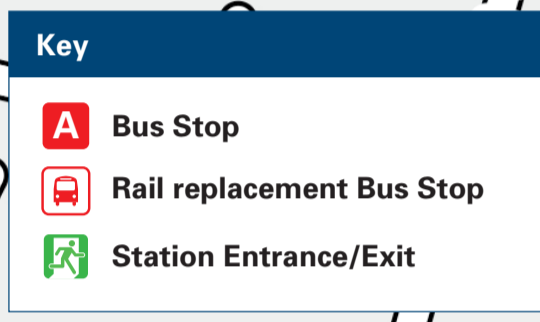 Key
A Bus Stop
Rail replacement Bus Stop
Station Entrance/Exit